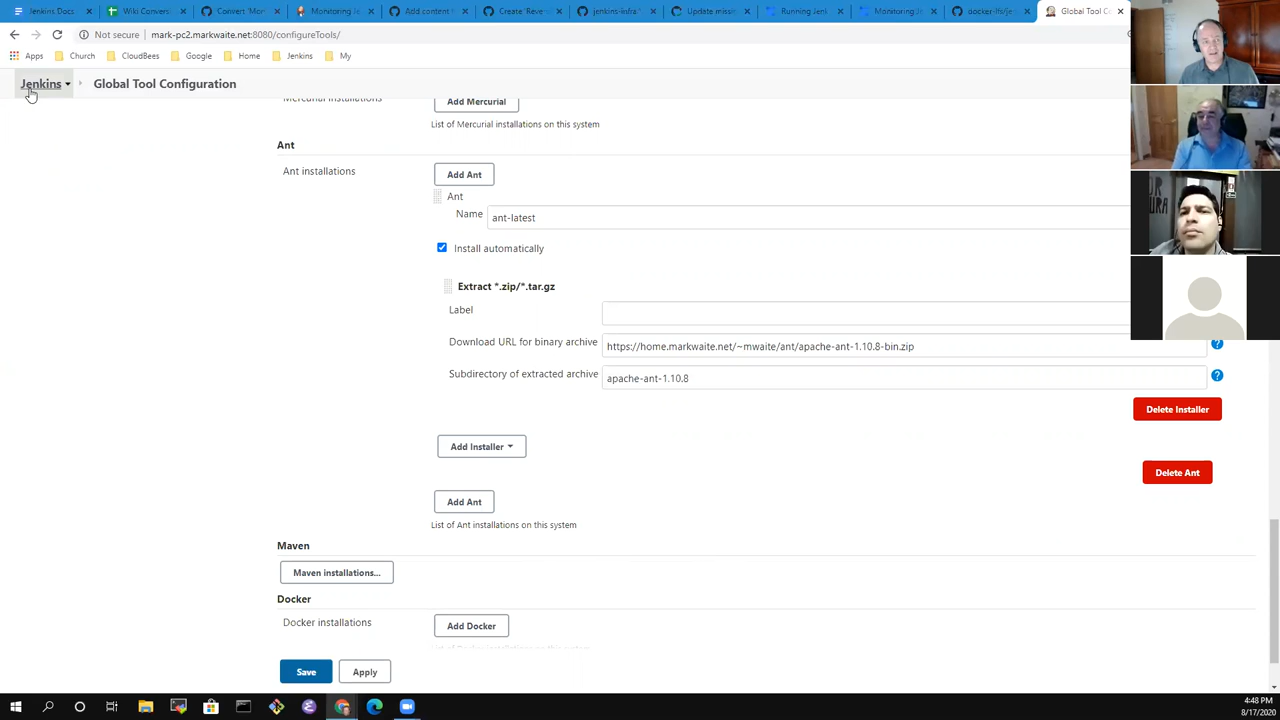 Jenkins Docs
Wiki Convers
Convert 'Mar
Monitoring Je
Add content
Create 'Rever
jenkins-infra/
Update missi
Running Jenk
Monitoring Je
docker-lfs/je
Global Tool C
Not secure mark-pc2.markwaite.net:8080/configureTools/
Apps Church CloudBees Google Home Jenkins My
Jenkins Global Tool Configuration
Mercurial installations Add Mercurial
List of Mercurial installations on this system
Ant
Ant installations Add Ant
Ant
Name ant-latest
Install automatically
Extract *.zip/*.tar.gz
Label
Download URL for binary archive https://home.markwaite.net/~mwaite/ant/apache-ant-1.10.8-bin.zip
Subdirectory of extracted archive apache-ant-1.10.8
Delete Installer
Add Installer
Delete Ant
Add Ant
List of Ant installations on this system
Maven
Maven installations...
Docker
Docker installations Add Docker
Save Apply
4:48 PM
8/17/2020